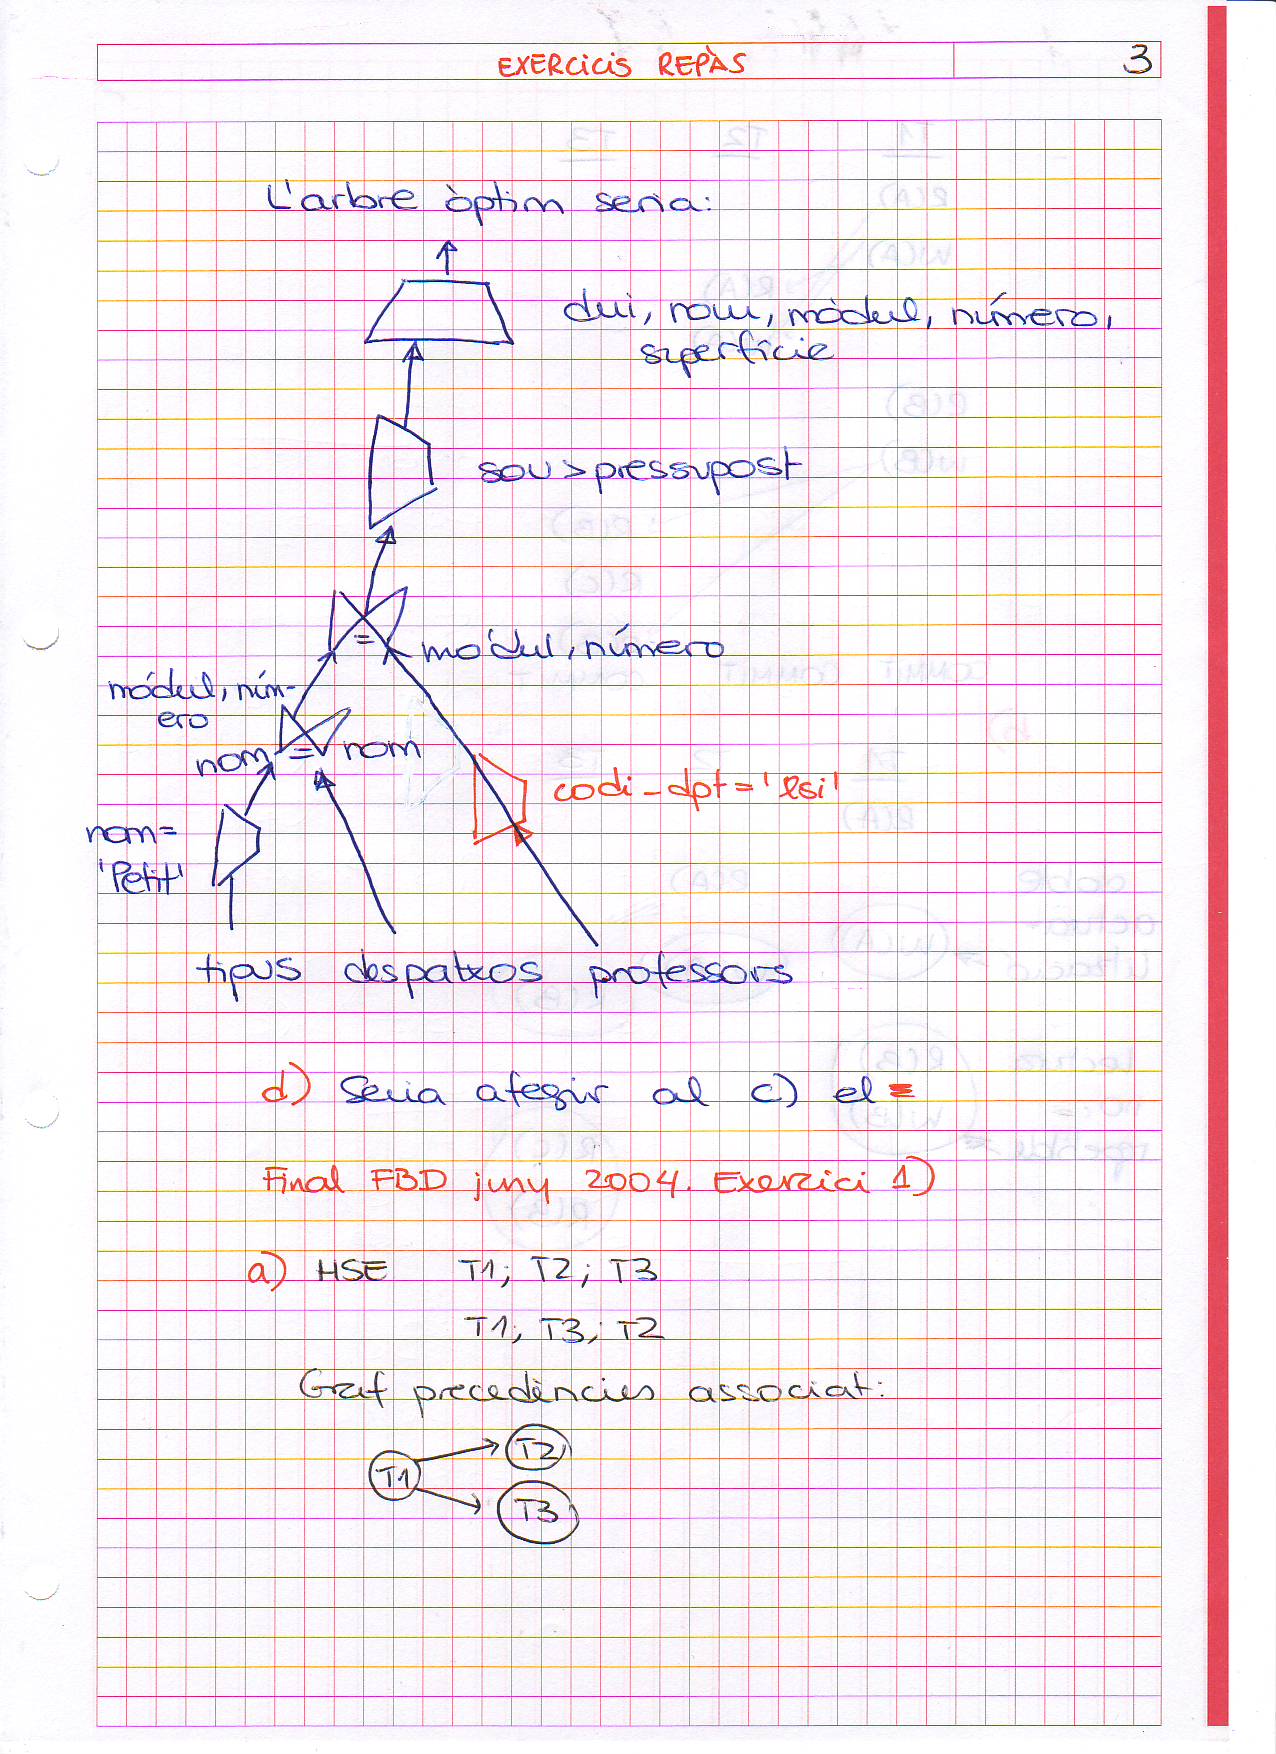 EXERCICIS REPÀS 3
L'arbre òptim seria:
dni, nom, mòdul, número,
superfície
sou > pressupost
= mòdul, número
mòdul, núm-
ero
nom = nom
codi_dpt = 'lsi'
nom =
'Petit'
tipus despatxos professors
d) Seria afegir al c) el
Final FBD juny 2004. Exercici 1)
a) HSE T1; T2; T3
T1; T3; T2
Graf precedències associat:
T2
T1
T3